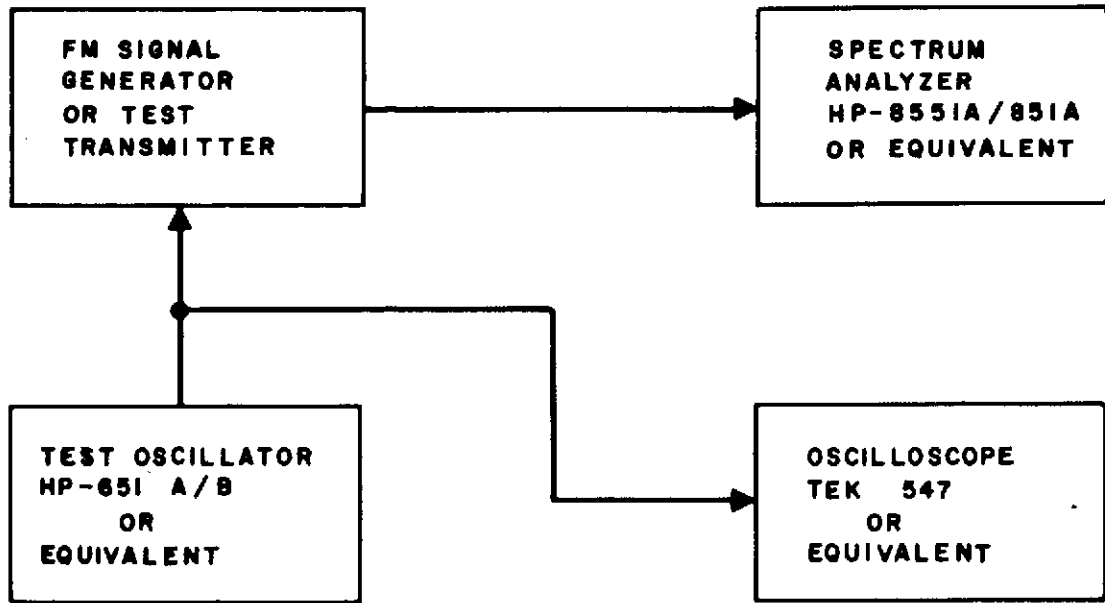 FM SIGNAL
GENERATOR
OR TEST
TRANSMITTER
SPECTRUM
ANALYZER
HP-8551A/851A
OR EQUIVALENT
TEST OSCILLATOR
HP-651 A/B
OR
EQUIVALENT
OSCILLOSCOPE
TEK 547
OR
EQUIVALENT